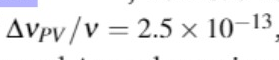 Δν_PV/ν = 2.5 × 10⁻¹³,